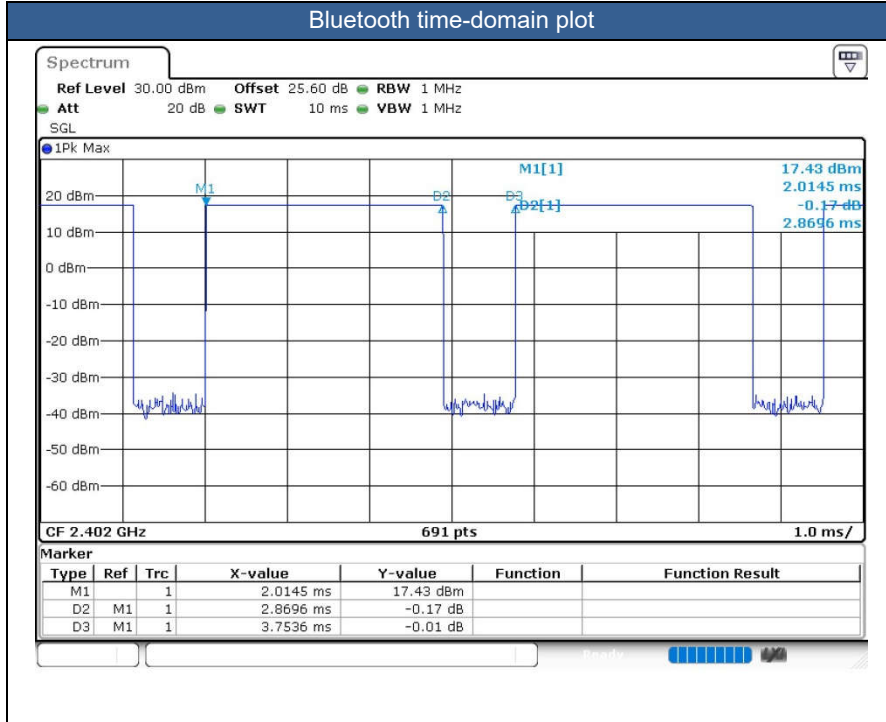 Bluetooth time-domain plot
Spectrum
Ref Level 30.00 dBm Offset 25.60 dB RBW 1 MHz
Att 20 dB SWT 10 ms VBW 1 MHz
SGL
1Pk Max
M1[1] 17.43 dBm
2.0145 ms
D2[1] -0.17 dB
2.8696 ms
M1 D2 D3
20 dBm
10 dBm
0 dBm
-10 dBm
-20 dBm
-30 dBm
-40 dBm
-50 dBm
-60 dBm
CF 2.402 GHz 691 pts 1.0 ms/
Marker
Type Ref Trc X-value Y-value Function Function Result
M1 1 2.0145 ms 17.43 dBm
D2 M1 1 2.8696 ms -0.17 dB
D3 M1 1 3.7536 ms -0.01 dB
Ready